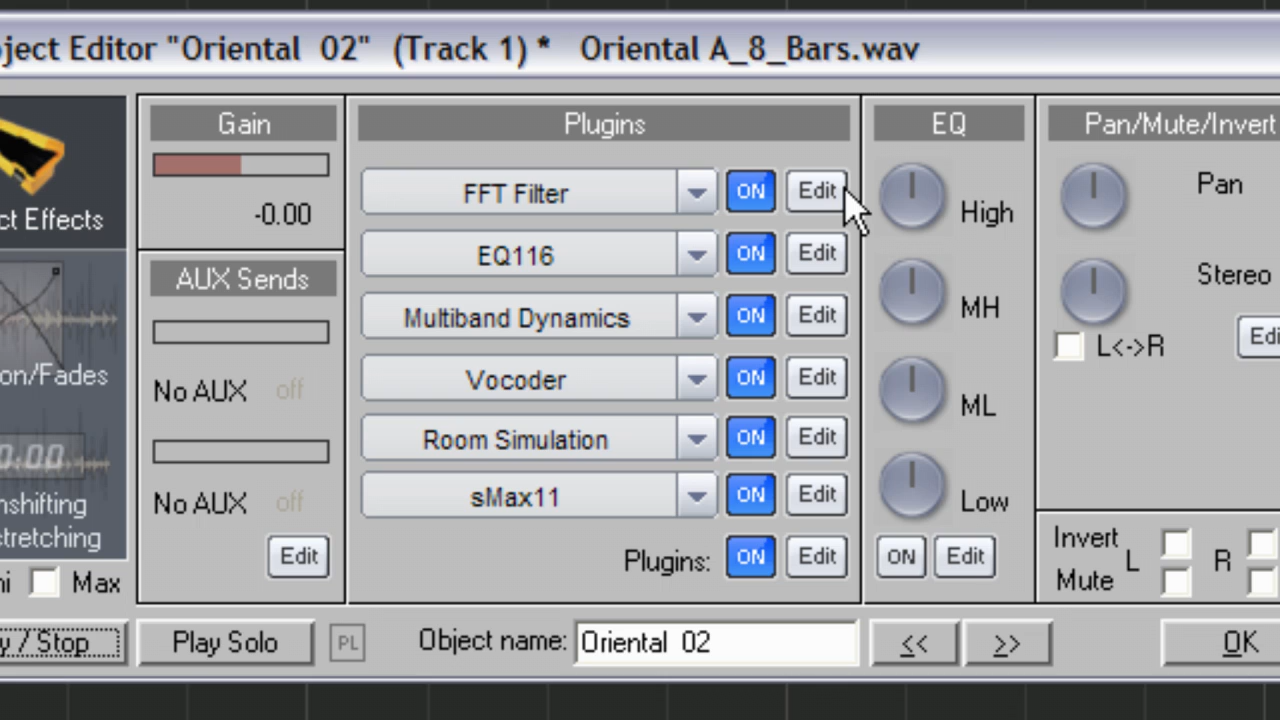 ject Editor "Oriental 02" (Track 1) * Oriental A_8_Bars.wav
Gain
-0.00
AUX Sends
No AUX off
No AUX off
Edit
ct Effects
on/Fades
0:00
nshifting
tretching
ni Max
Plugins
FFT Filter ON Edit
EQ116 ON Edit
Multiband Dynamics ON Edit
Vocoder ON Edit
Room Simulation ON Edit
sMax11 ON Edit
Plugins: ON Edit
EQ
High
MH
ML
Low
ON Edit
Pan/Mute/Invert
Pan
Stereo
L<->R
Edi
Invert
Mute
L R
y / Stop Play Solo PL Object name: Oriental 02 << >> OK